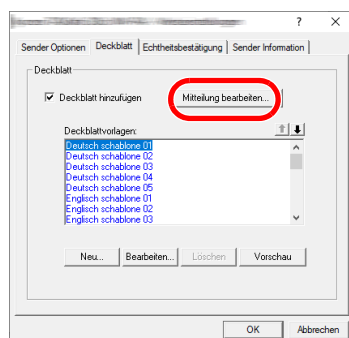 Sender Optionen Deckblatt Echtheitsbestätigung Sender Information
Deckblatt
Deckblatt hinzufügen Mitteilung bearbeiten...
Deckblattvorlagen:
Deutsch schablone 01
Deutsch schablone 02
Deutsch schablone 03
Deutsch schablone 04
Deutsch schablone 05
Englisch schablone 01
Englisch schablone 02
Englisch schablone 03
Neu... Bearbeiten... Löschen Vorschau
OK Abbrechen